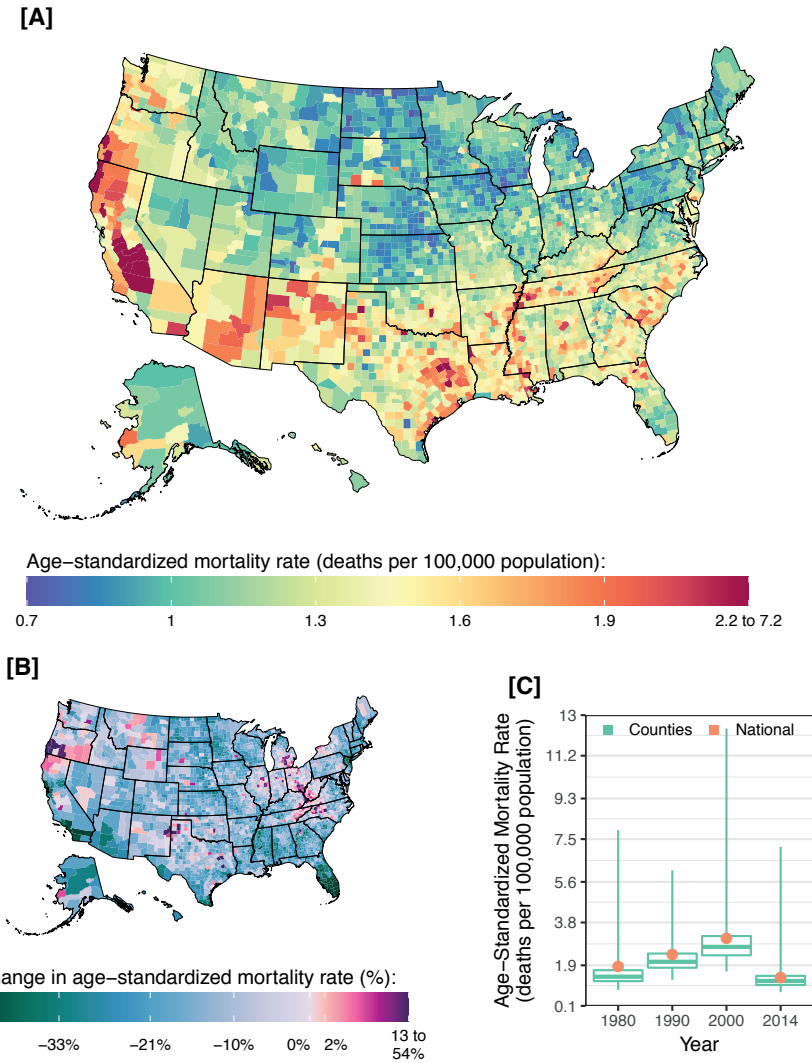 [A]
Age−standardized mortality rate (deaths per 100,000 population):
0.7 1 1.3 1.6 1.9 2.2 to 7.2
[B]
ange in age−standardized mortality rate (%):
−33% −21% −10% 0% 2% 13 to
54%
[C]
Age−Standardized Mortality Rate
(deaths per 100,000 population)
Counties National
13
11.2
9.3
7.5
5.6
3.8
1.9
0.1
1980 1990 2000 2014
Year